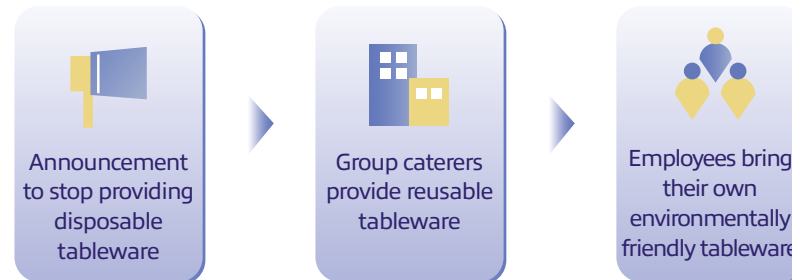 Announcement
to stop providing
disposable
tableware
Group caterers
provide reusable
tableware
Employees bring
their own
environmentally
friendly tableware